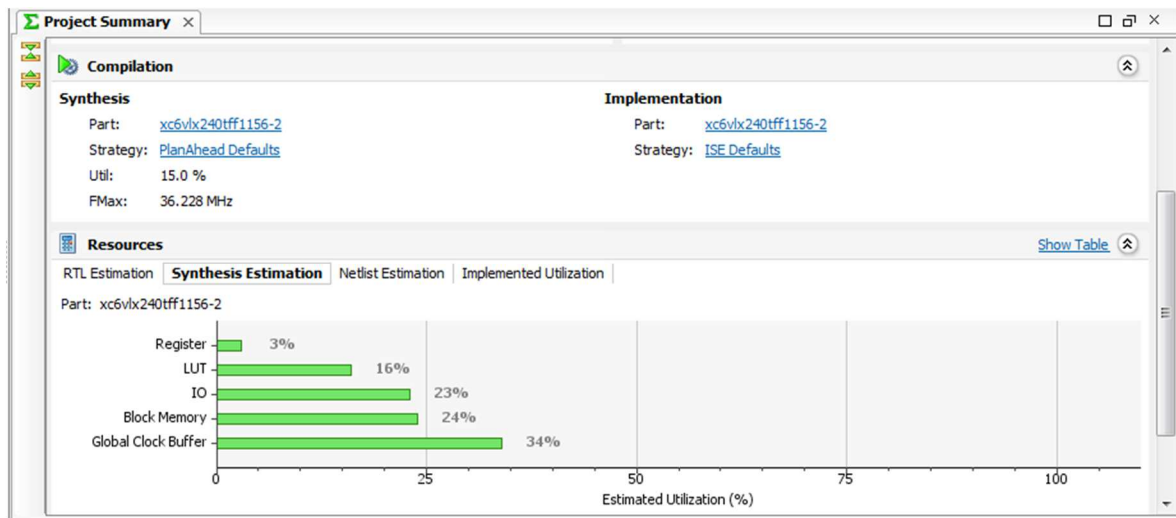 Project Summary
Compilation
Synthesis
Part: xc6vlx240tff1156-2
Strategy: PlanAhead Defaults
Util: 15.0 %
FMax: 36.228 MHz
Implementation
Part: xc6vlx240tff1156-2
Strategy: ISE Defaults
Resources
Show Table
RTL Estimation Synthesis Estimation Netlist Estimation Implemented Utilization
Part: xc6vlx240tff1156-2
Register 3%
LUT 16%
IO 23%
Block Memory 24%
Global Clock Buffer 34%
0 25 50 75 100
Estimated Utilization (%)